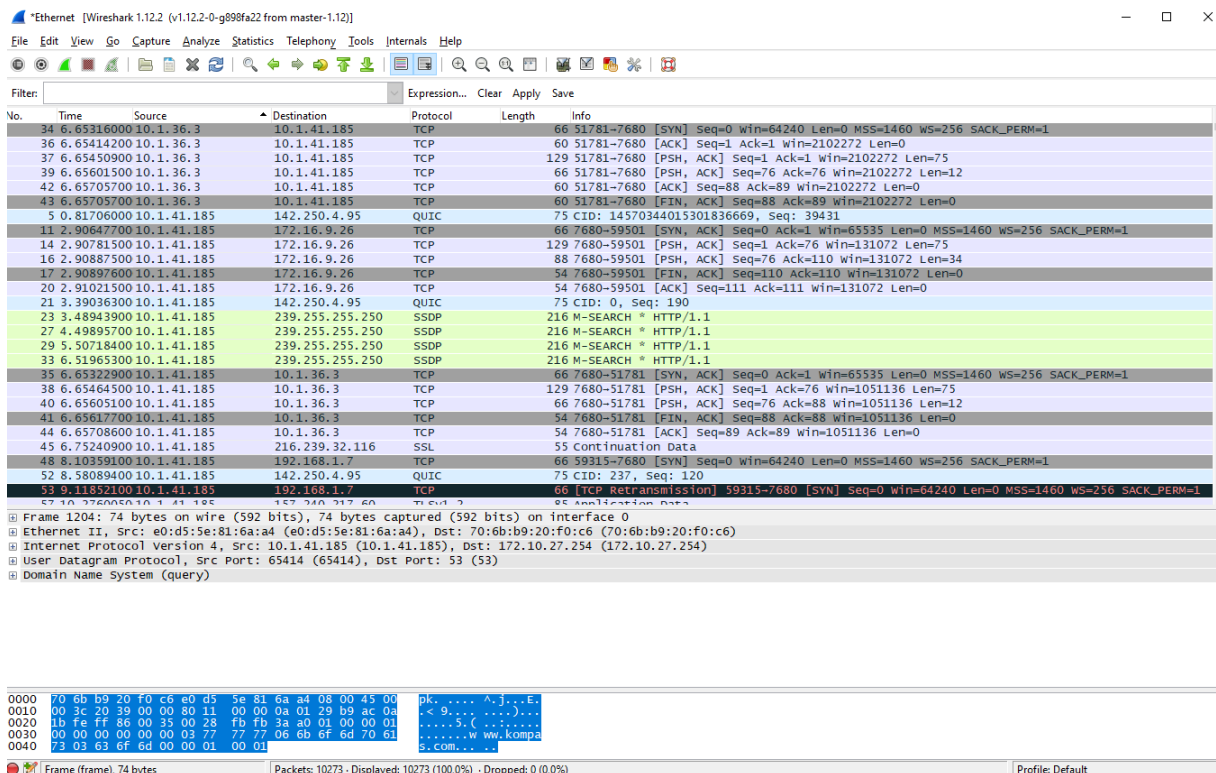 *Ethernet [Wireshark 1.12.2 (v1.12.2-0-g898fa22 from master-1.12)]
File Edit View Go Capture Analyze Statistics Telephony Tools Internals Help
Filter: Expression... Clear Apply Save
No. Time Source Destination Protocol Length Info
34 6.65316000 10.1.36.3 10.1.41.185 TCP 66 51781→7680 [SYN] Seq=0 Win=64240 Len=0 MSS=1460 WS=256 SACK_PERM=1
36 6.65414200 10.1.36.3 10.1.41.185 TCP 60 51781→7680 [ACK] Seq=1 Ack=1 Win=2102272 Len=0
37 6.65450900 10.1.36.3 10.1.41.185 TCP 129 51781→7680 [PSH, ACK] Seq=1 Ack=1 Win=2102272 Len=75
39 6.65601500 10.1.36.3 10.1.41.185 TCP 66 51781→7680 [PSH, ACK] Seq=76 Ack=76 Win=2102272 Len=12
42 6.65705700 10.1.36.3 10.1.41.185 TCP 60 51781→7680 [ACK] Seq=88 Ack=89 Win=2102272 Len=0
43 6.65705700 10.1.36.3 10.1.41.185 TCP 60 51781→7680 [FIN, ACK] Seq=88 Ack=89 Win=2102272 Len=0
5 0.81706000 10.1.41.185 142.250.4.95 QUIC 75 CID: 14570344015301836669, Seq: 39431
11 2.90647700 10.1.41.185 172.16.9.26 TCP 66 7680→59501 [SYN, ACK] Seq=0 Ack=1 Win=65535 Len=0 MSS=1460 WS=256 SACK_PERM=1
14 2.90781500 10.1.41.185 172.16.9.26 TCP 129 7680→59501 [PSH, ACK] Seq=1 Ack=76 Win=131072 Len=75
16 2.90887500 10.1.41.185 172.16.9.26 TCP 88 7680→59501 [PSH, ACK] Seq=76 Ack=110 Win=131072 Len=34
17 2.90897600 10.1.41.185 172.16.9.26 TCP 54 7680→59501 [FIN, ACK] Seq=110 Ack=110 Win=131072 Len=0
20 2.91021500 10.1.41.185 172.16.9.26 TCP 54 7680→59501 [ACK] Seq=111 Ack=111 Win=131072 Len=0
21 3.39036300 10.1.41.185 142.250.4.95 QUIC 75 CID: 0, Seq: 190
23 3.48943900 10.1.41.185 239.255.255.250 SSDP 216 M-SEARCH * HTTP/1.1
27 4.49895700 10.1.41.185 239.255.255.250 SSDP 216 M-SEARCH * HTTP/1.1
29 5.50718400 10.1.41.185 239.255.255.250 SSDP 216 M-SEARCH * HTTP/1.1
33 6.51965300 10.1.41.185 239.255.255.250 SSDP 216 M-SEARCH * HTTP/1.1
35 6.65322900 10.1.41.185 10.1.36.3 TCP 66 7680→51781 [SYN, ACK] Seq=0 Ack=1 Win=65535 Len=0 MSS=1460 WS=256 SACK_PERM=1
38 6.65464500 10.1.41.185 10.1.36.3 TCP 129 7680→51781 [PSH, ACK] Seq=1 Ack=76 Win=1051136 Len=75
40 6.65605100 10.1.41.185 10.1.36.3 TCP 66 7680→51781 [PSH, ACK] Seq=76 Ack=88 Win=1051136 Len=12
41 6.65617700 10.1.41.185 10.1.36.3 TCP 54 7680→51781 [FIN, ACK] Seq=88 Ack=88 Win=1051136 Len=0
44 6.65708600 10.1.41.185 10.1.36.3 TCP 54 7680→51781 [ACK] Seq=89 Ack=89 Win=1051136 Len=0
45 6.75240900 10.1.41.185 216.239.32.116 SSL 55 Continuation Data
48 8.10359100 10.1.41.185 192.168.1.7 TCP 66 59315→7680 [SYN] Seq=0 Win=64240 Len=0 MSS=1460 WS=256 SACK_PERM=1
52 8.58089400 10.1.41.185 142.250.4.95 QUIC 75 CID: 237, Seq: 120
53 9.11852100 10.1.41.185 192.168.1.7 TCP 66 [TCP Retransmission] 59315→7680 [SYN] Seq=0 Win=64240 Len=0 MSS=1460 WS=256 SACK_PERM=1
57 10.2760050 10.1.41.185 157.240.217.60 TLSv1.2 85 Application Data
Frame 1204: 74 bytes on wire (592 bits), 74 bytes captured (592 bits) on interface 0
Ethernet II, Src: e0:d5:5e:81:6a:a4 (e0:d5:5e:81:6a:a4), Dst: 70:6b:b9:20:f0:c6 (70:6b:b9:20:f0:c6)
Internet Protocol Version 4, Src: 10.1.41.185 (10.1.41.185), Dst: 172.10.27.254 (172.10.27.254)
User Datagram Protocol, Src Port: 65414 (65414), Dst Port: 53 (53)
Domain Name System (query)
0000 70 6b b9 20 f0 c6 e0 d5 5e 81 6a a4 08 00 45 00 pk. .... ^.j...E.
0010 00 3c 20 39 00 00 80 11 00 00 0a 01 29 b9 ac 0a .< 9.... ....)...
0020 1b fe ff 86 00 35 00 28 fb fb 3a a0 01 00 00 01 .....5.( ..:.....
0030 00 00 00 00 00 00 03 77 77 77 06 6b 6f 6d 70 61 .......w ww.kompa
0040 73 03 63 6f 6d 00 00 01 00 01 s.com... ..
Frame (frame), 74 bytes Packets: 10273 · Displayed: 10273 (100.0%) · Dropped: 0 (0.0%) Profile: Default